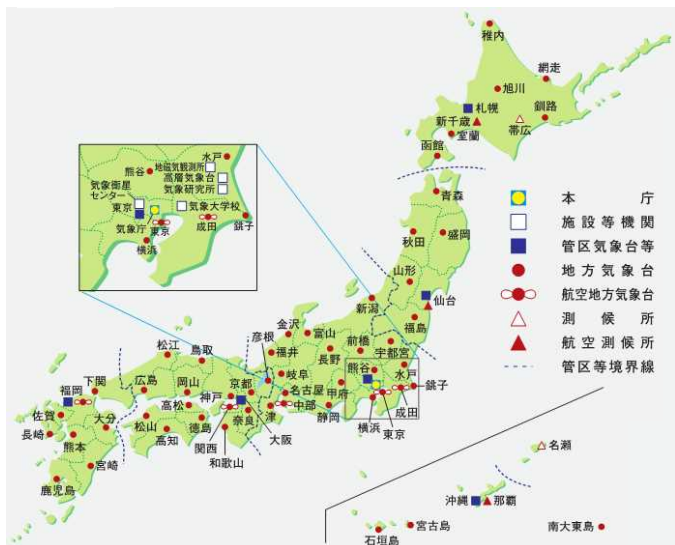 稚内
網走
旭川
札幌
釧路
新千歳
帯広
室蘭
函館
青森
秋田
盛岡
山形
仙台
新潟
福島
水戸
熊谷
地磁気観測所
高層気象台
気象研究所
気象衛星
センター
東京
気象大学校
気象庁
東京
成田
銚子
横浜
本庁
施設等機関
管区気象台等
地方気象台
航空地方気象台
測候所
航空測候所
管区等境界線
金沢
富山
彦根
福井
長野
前橋
宇都宮
熊谷
水戸
銚子
岐阜
名古屋
甲府
津
中部
静岡
横浜
東京
成田
松江
鳥取
広島
岡山
京都
神戸
高松
徳島
奈良
松山
高知
関西
大阪
和歌山
福岡
下関
佐賀
大分
長崎
熊本
宮崎
鹿児島
名瀬
沖縄
那覇
宮古島
石垣島
南大東島